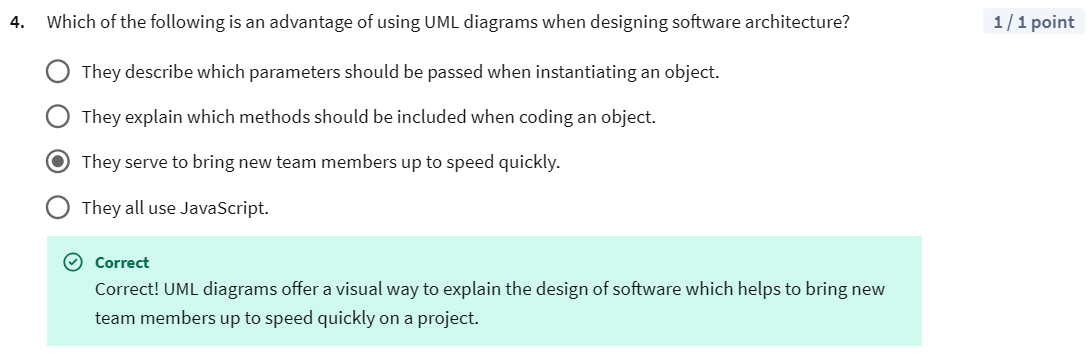 4. Which of the following is an advantage of using UML diagrams when designing software architecture? 1 / 1 point
They describe which parameters should be passed when instantiating an object.
They explain which methods should be included when coding an object.
They serve to bring new team members up to speed quickly.
They all use JavaScript.
Correct
Correct! UML diagrams offer a visual way to explain the design of software which helps to bring new
team members up to speed quickly on a project.